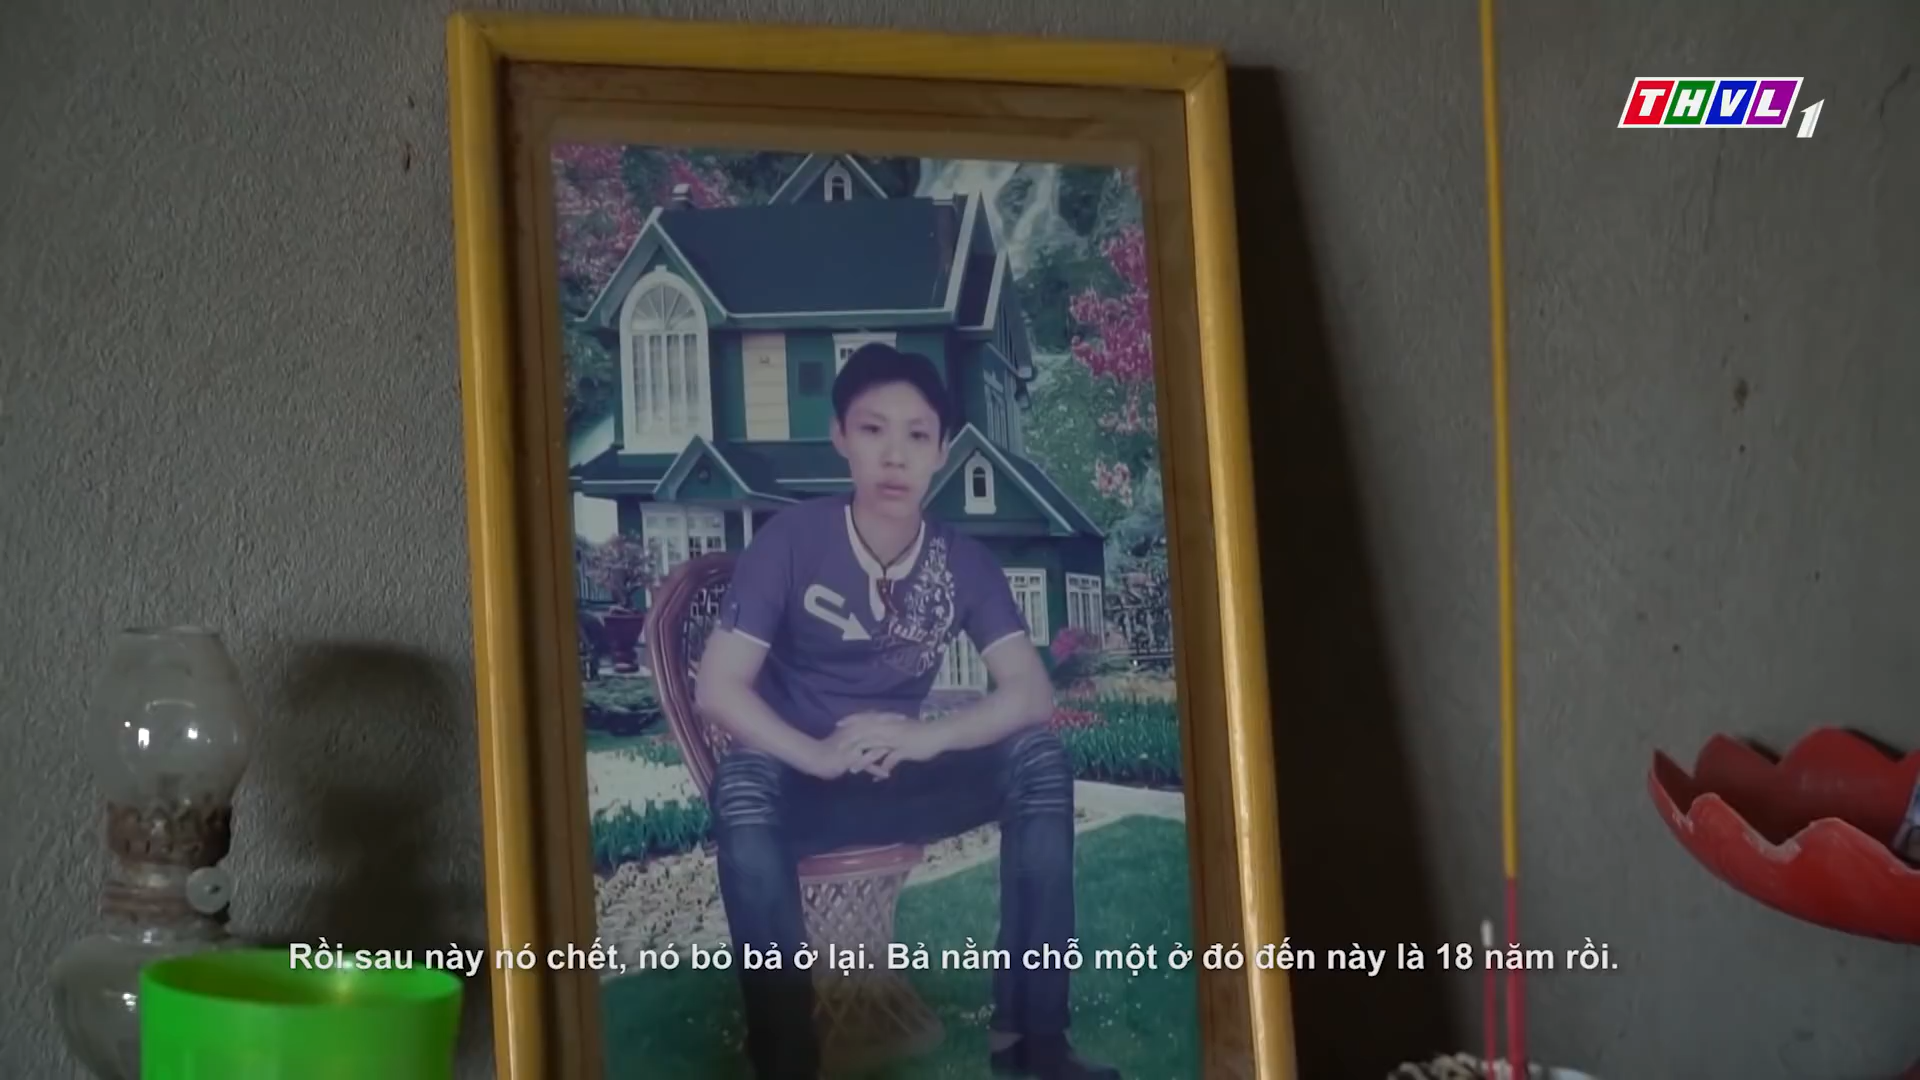 THVL1
Rồi sau này nó chết, nó bỏ bả ở lại. Bả nằm chỗ một ở đó đến này là 18 năm rồi.